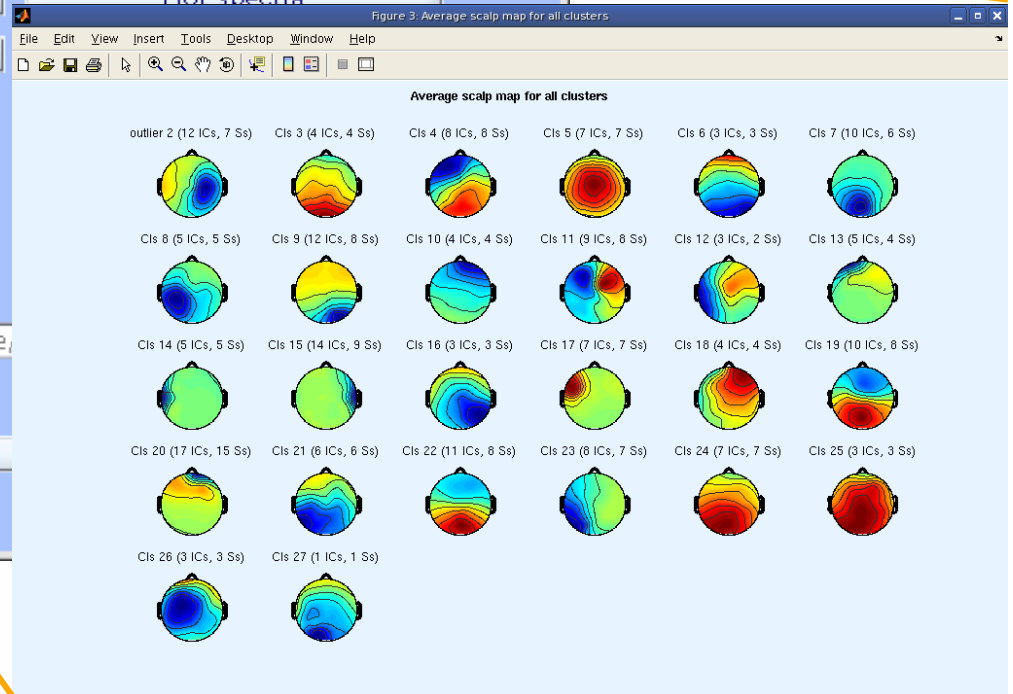 Plot spectra
Figure 3: Average scalp map for all clusters
File Edit View Insert Tools Desktop Window Help
Average scalp map for all clusters
outlier 2 (12 ICs, 7 Ss) Cls 3 (4 ICs, 4 Ss) Cls 4 (8 ICs, 8 Ss) Cls 5 (7 ICs, 7 Ss) Cls 6 (3 ICs, 3 Ss) Cls 7 (10 ICs, 6 Ss)
Cls 8 (5 ICs, 5 Ss) Cls 9 (12 ICs, 8 Ss) Cls 10 (4 ICs, 4 Ss) Cls 11 (9 ICs, 8 Ss) Cls 12 (3 ICs, 2 Ss) Cls 13 (5 ICs, 4 Ss)
Cls 14 (5 ICs, 5 Ss) Cls 15 (14 ICs, 9 Ss) Cls 16 (3 ICs, 3 Ss) Cls 17 (7 ICs, 7 Ss) Cls 18 (4 ICs, 4 Ss) Cls 19 (10 ICs, 8 Ss)
Cls 20 (17 ICs, 15 Ss) Cls 21 (6 ICs, 6 Ss) Cls 22 (11 ICs, 8 Ss) Cls 23 (8 ICs, 7 Ss) Cls 24 (7 ICs, 7 Ss) Cls 25 (3 ICs, 3 Ss)
Cls 26 (3 ICs, 3 Ss) Cls 27 (1 ICs, 1 Ss)